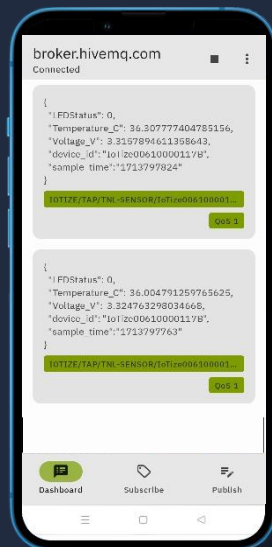 broker.hivemq.com
Connected
{
"LEDStatus": 0,
"Temperature_C": 36.307777404785156,
"Voltage_V": 3.3157894611358643,
"device_id": "IoTize00610000117B",
"sample_time":"1713797824"
}
IOTIZE/TAP/TNL-SENSOR/IoTize006100001...
QoS 1
{
"LEDStatus": 0,
"Temperature_C": 36.004791259765625,
"Voltage_V": 3.324763298034668,
"device_id": "IoTize00610000117B",
"sample_time":"1713797763"
}
IOTIZE/TAP/TNL-SENSOR/IoTize006100001...
QoS 1
Dashboard
Subscribe
Publish